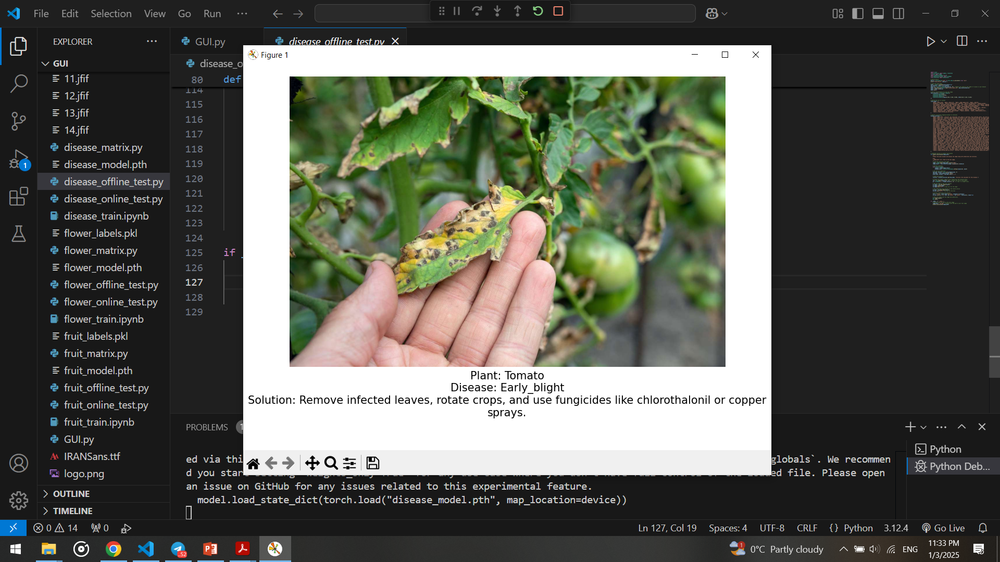 File Edit Selection View Go Run ···
EXPLORER
GUI
11.jfif
12.jfif
13.jfif
14.jfif
disease_matrix.py
disease_model.pth
disease_offline_test.py
disease_online_test.py
disease_train.ipynb
flower_labels.pkl
flower_matrix.py
flower_model.pth
flower_offline_test.py
flower_online_test.py
flower_train.ipynb
fruit_labels.pkl
fruit_matrix.py
fruit_model.pth
fruit_offline_test.py
fruit_online_test.py
fruit_train.ipynb
GUI.py
IRANSans.ttf
logo.png
OUTLINE
TIMELINE
1
GUI.py
disease_offline_test.py
disease_o
80 def
114
115
116
117
118
119
120
121
122
123
124
125 if
126
127
128
129
Figure 1
Plant: Tomato
Disease: Early_blight
Solution: Remove infected leaves, rotate crops, and use fungicides like chlorothalonil or copper
sprays.
PROBLEMS
ed via thi globals`. We recommen
d you star ed file. Please open
an issue on GitHub for any issues related to this experimental feature.
model.load_state_dict(torch.load("disease_model.pth", map_location=device))
Python
Python Deb...
0 14 0
Ln 127, Col 19 Spaces: 4 UTF-8 CRLF {} Python 3.12.4 Go Live
52
1
0°C Partly cloudy
ENG
11:33 PM
1/3/2025